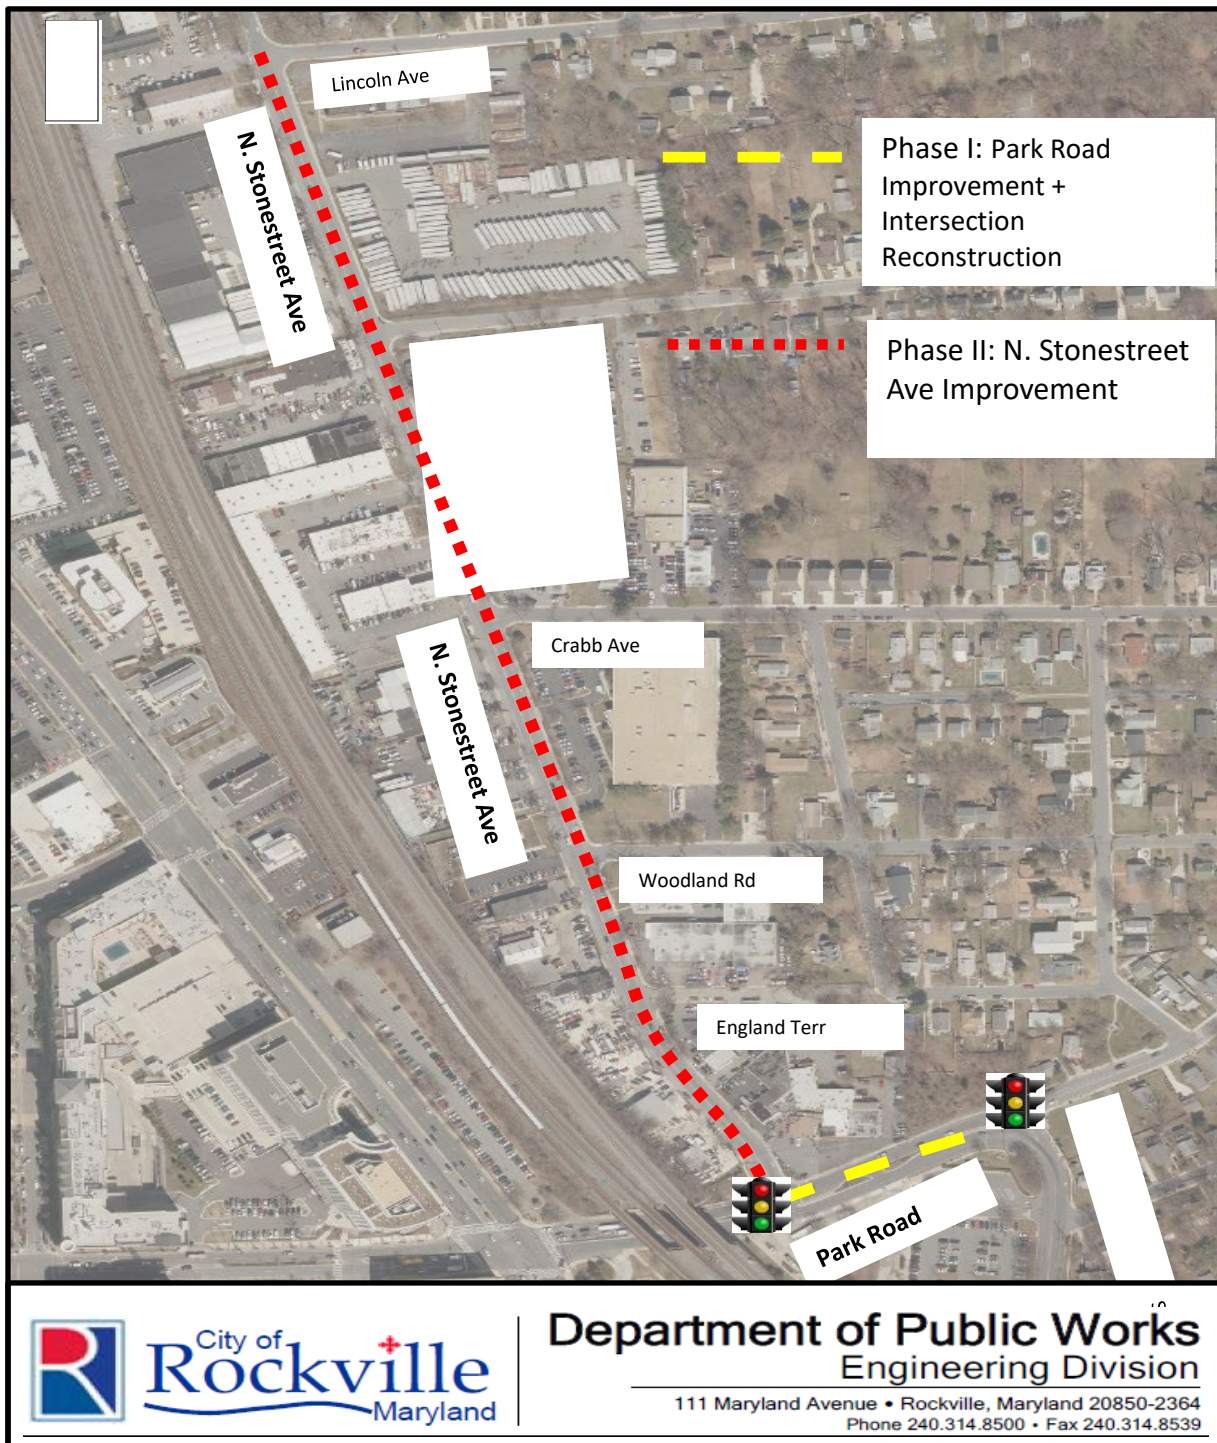 Lincoln Ave
N. Stonestreet Ave
Phase I: Park Road
Improvement +
Intersection
Reconstruction
Phase II: N. Stonestreet
Ave Improvement
Crabb Ave
N. Stonestreet Ave
Woodland Rd
England Terr
Park Road
City of
Rockville
Maryland
Department of Public Works
Engineering Division
111 Maryland Avenue • Rockville, Maryland 20850-2364
Phone 240.314.8500 • Fax 240.314.8539